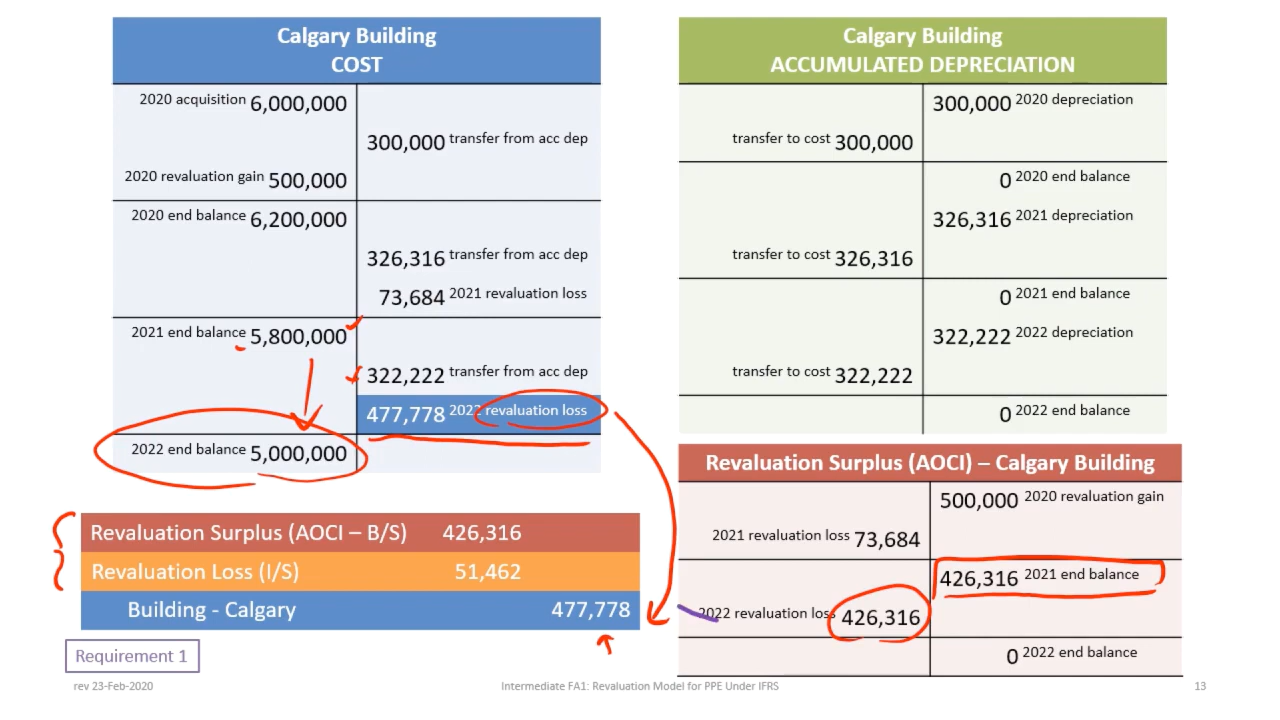 Calgary Building
COST
2020 acquisition 6,000,000
300,000 transfer from acc dep
2020 revaluation gain 500,000
2020 end balance 6,200,000
326,316 transfer from acc dep
73,684 2021 revaluation loss
2021 end balance 5,800,000
322,222 transfer from acc dep
477,778 2022 revaluation loss
2022 end balance 5,000,000
Calgary Building
ACCUMULATED DEPRECIATION
300,000 2020 depreciation
transfer to cost 300,000
0 2020 end balance
326,316 2021 depreciation
transfer to cost 326,316
0 2021 end balance
322,222 2022 depreciation
transfer to cost 322,222
0 2022 end balance
Revaluation Surplus (AOCI) – Calgary Building
500,000 2020 revaluation gain
2021 revaluation loss 73,684
426,316 2021 end balance
2022 revaluation loss 426,316
0 2022 end balance
Revaluation Surplus (AOCI – B/S) 426,316
Revaluation Loss (I/S) 51,462
Building - Calgary 477,778
Requirement 1
rev 23-Feb-2020
Intermediate FA1: Revaluation Model for PPE Under IFRS
13